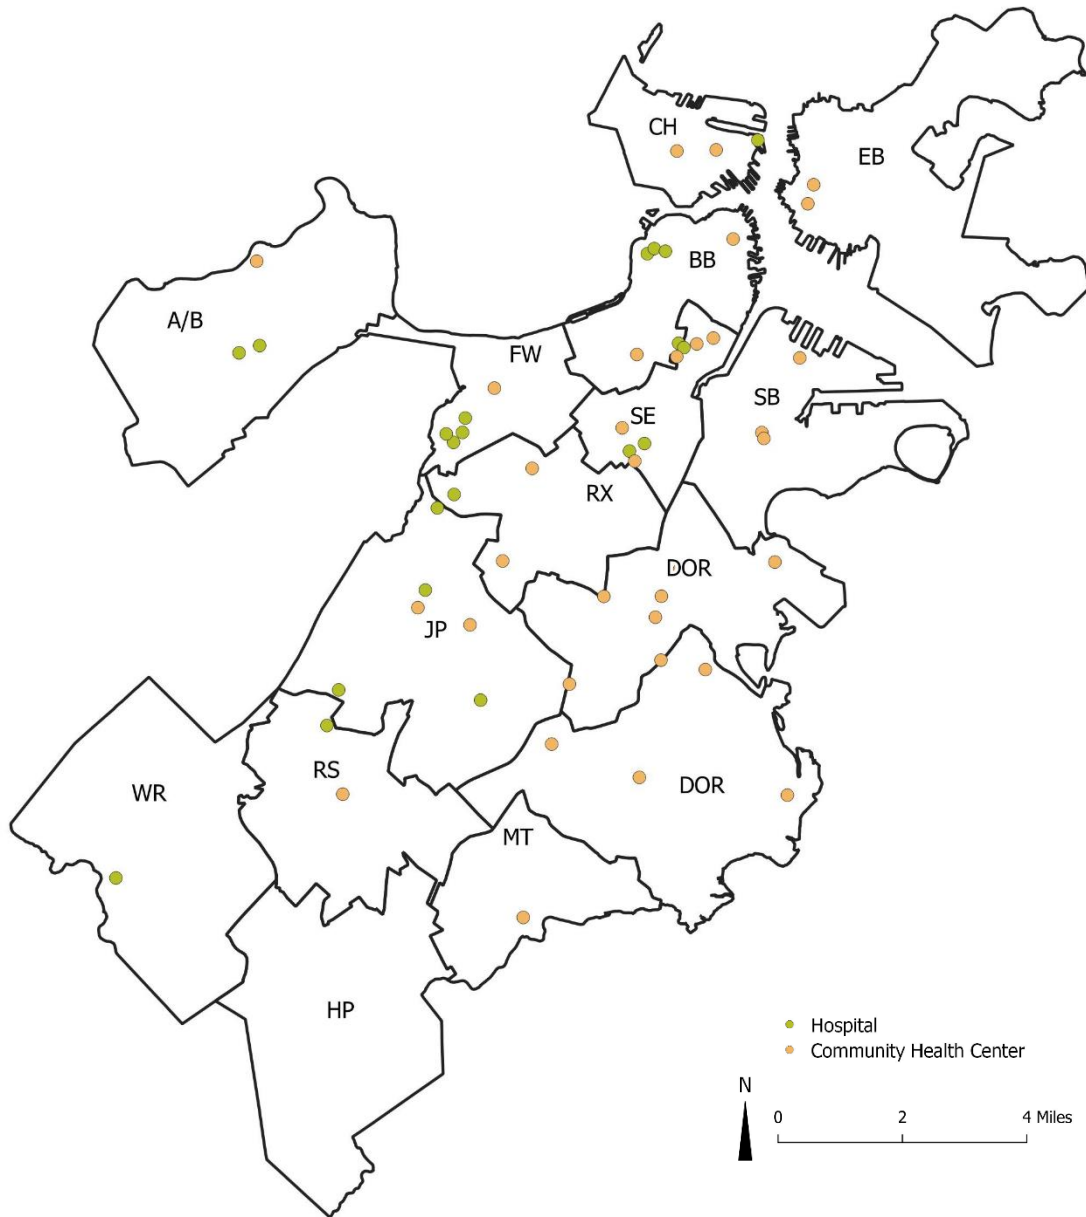 CH
EB
BB
A/B
FW
SE
SB
RX
DOR
JP
RS
WR
DOR
MT
HP
Hospital
Community Health Center
N
0 2 4 Miles